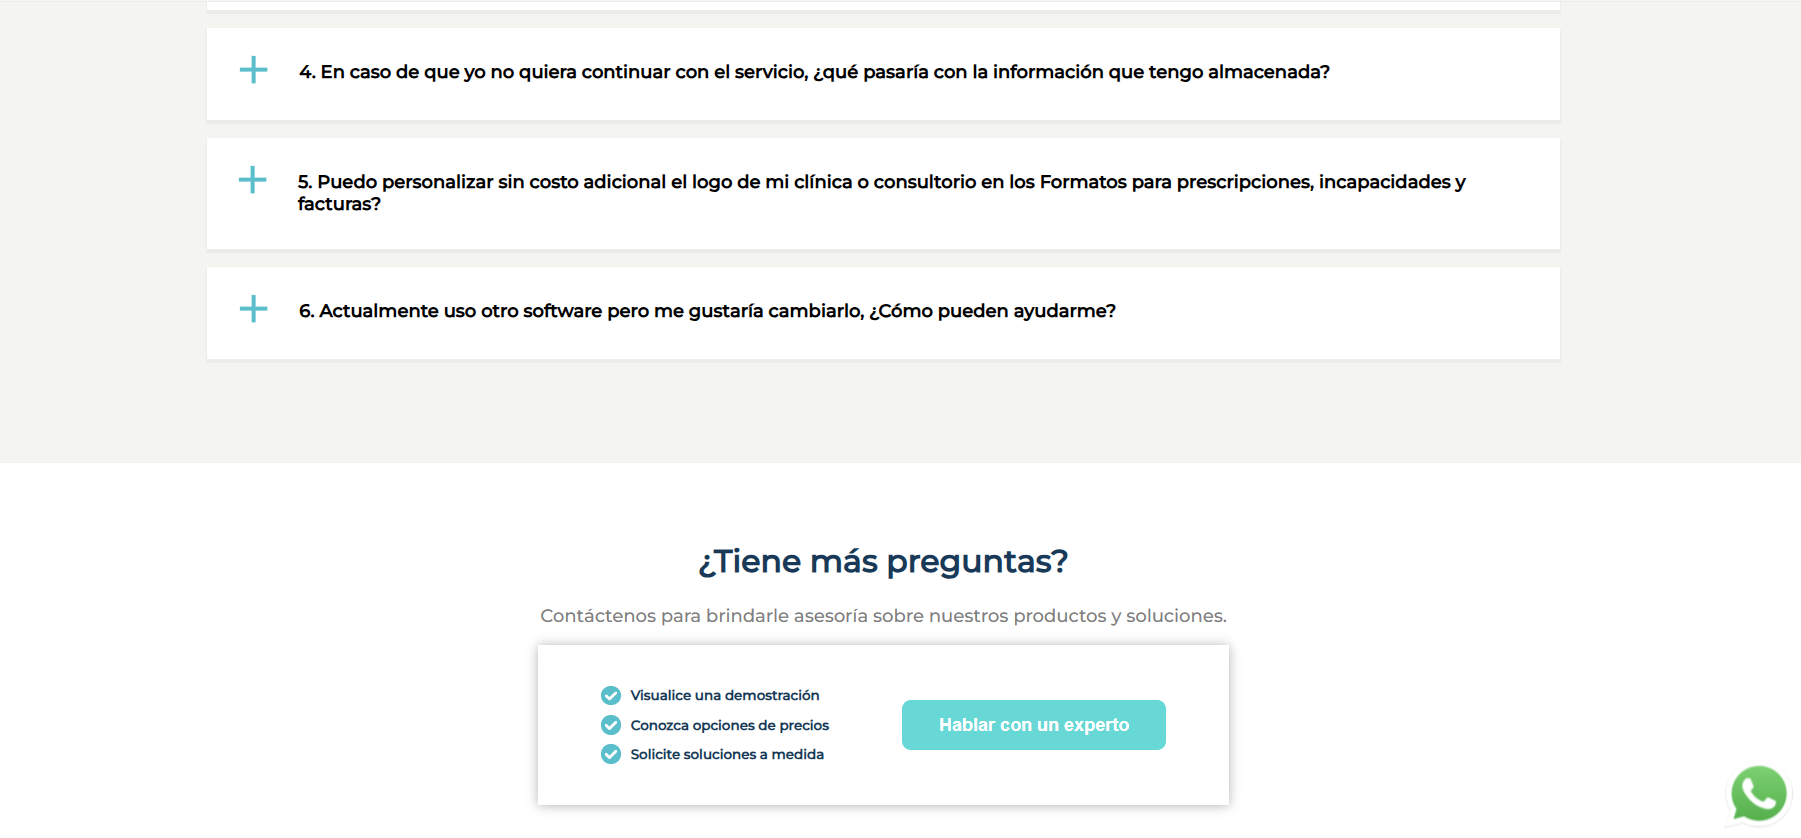 4. En caso de que yo no quiera continuar con el servicio, ¿qué pasaría con la información que tengo almacenada?
5. Puedo personalizar sin costo adicional el logo de mi clínica o consultorio en los Formatos para prescripciones, incapacidades y
facturas?
6. Actualmente uso otro software pero me gustaría cambiarlo, ¿Cómo pueden ayudarme?
¿Tiene más preguntas?
Contáctenos para brindarle asesoría sobre nuestros productos y soluciones.
Visualice una demostración
Conozca opciones de precios
Solicite soluciones a medida
Hablar con un experto